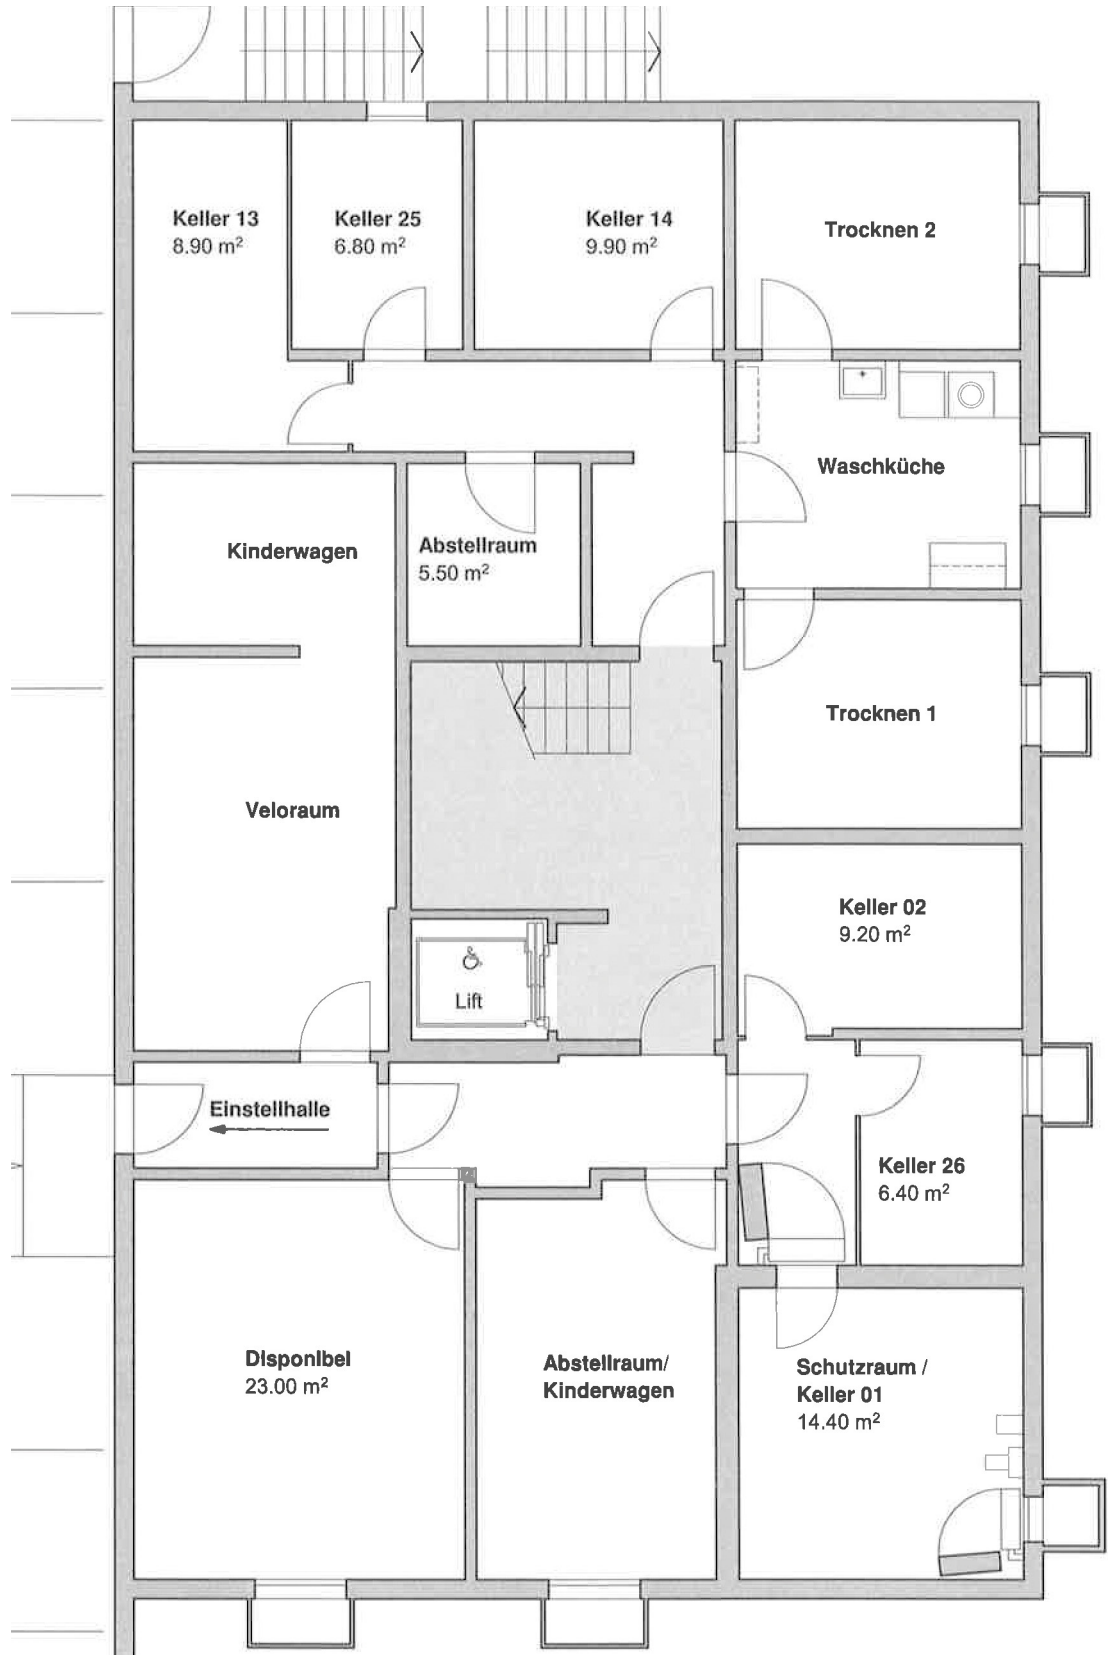 Keller 13
8.90 m²
Keller 25
6.80 m²
Keller 14
9.90 m²
Trocknen 2
Waschküche
Kinderwagen
Abstellraum
5.50 m²
Trocknen 1
Veloraum
Keller 02
9.20 m²
Lift
Einstellhalle
Keller 26
6.40 m²
Disponibel
23.00 m²
Abstellraum/
Kinderwagen
Schutzraum /
Keller 01
14.40 m²